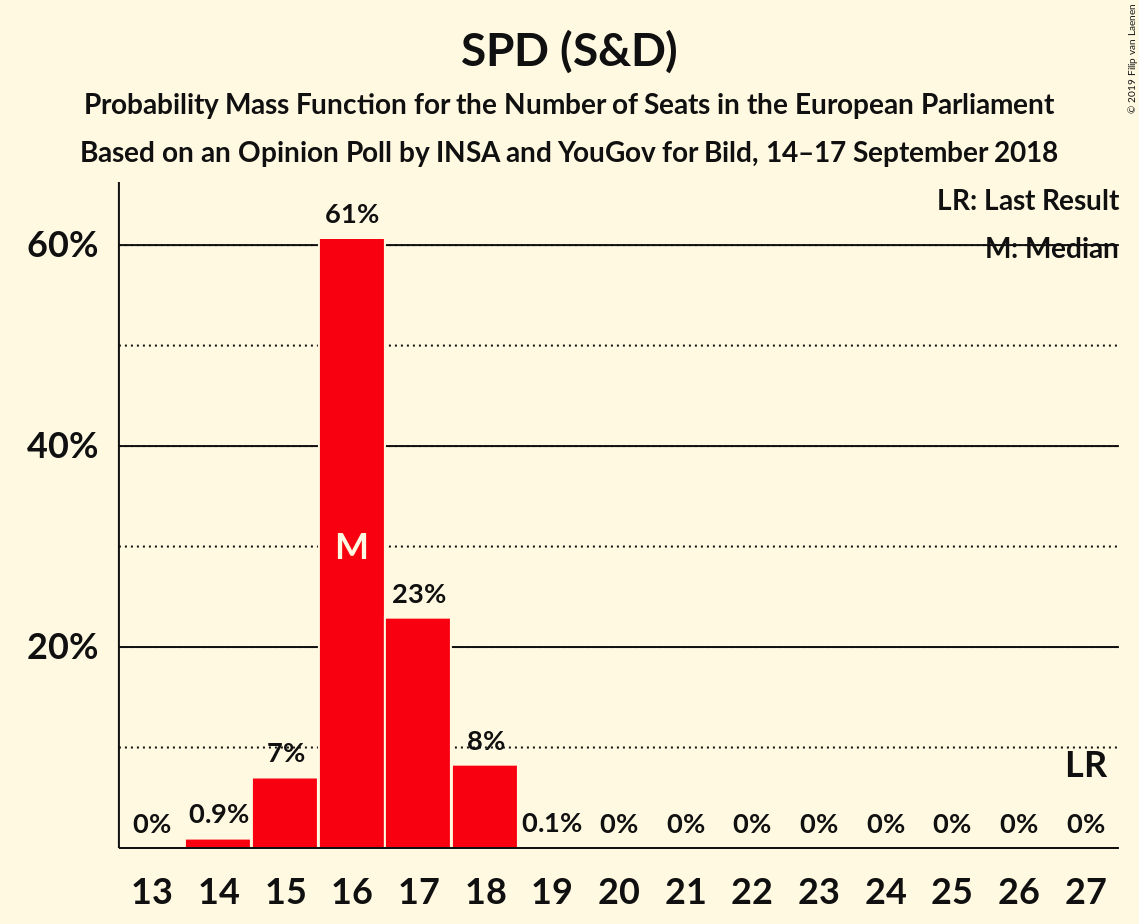 SPD (S&D)
Probability Mass Function for the Number of Seats in the European Parliament
Based on an Opinion Poll by INSA and YouGov for Bild, 14–17 September 2018
© 2019 Filip van Laenen
LR: Last Result
M: Median
60%
40%
20%
0%
0.9%
7%
61%
M
23%
8%
0.1%
0%
0%
0%
0%
0%
0%
0%
0%
LR
13 14 15 16 17 18 19 20 21 22 23 24 25 26 27